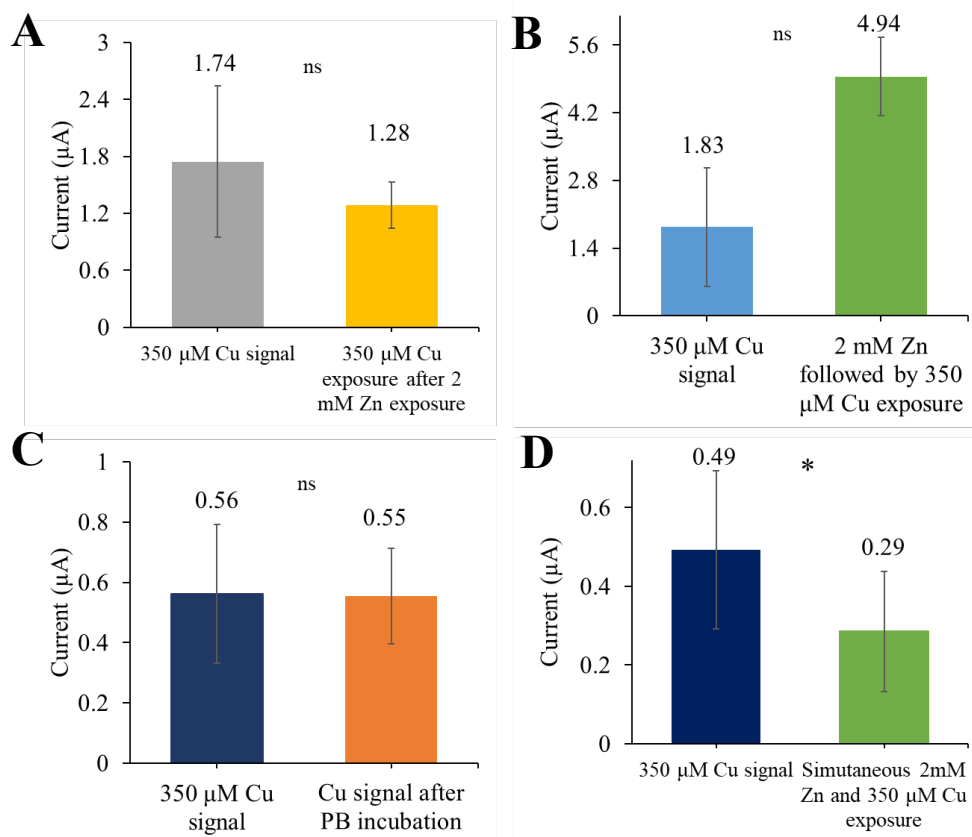 A
Current (µA)
3
2.4
1.8
1.2
0.6
0
1.74
ns
1.28
350 µM Cu signal
350 µM Cu
exposure after 2
mM Zn exposure
B
Current (µA)
5.6
4.2
2.8
1.4
0
ns
1.83
4.94
350 µM Cu
signal
2 mM Zn
followed by 350
µM Cu exposure
C
Current (µA)
1
0.8
0.6
0.4
0.2
0
0.56
ns
0.55
350 µM Cu
signal
Cu signal after
PB incubation
D
Current (µA)
0.6
0.4
0.2
0
0.49
*
0.29
350 µM Cu signal
Simutaneous 2mM
Zn and 350 µM Cu
exposure